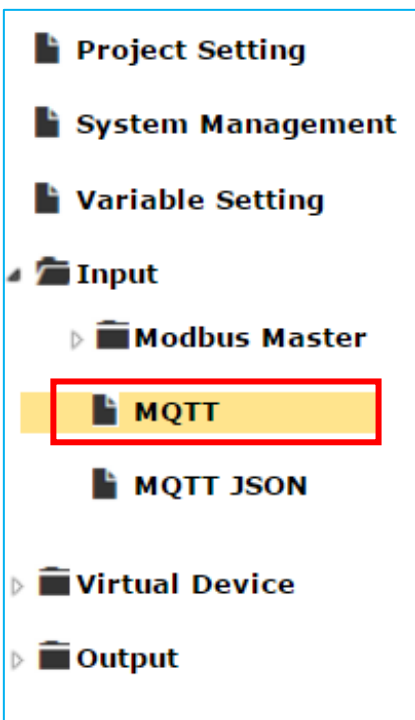 Project Setting
System Management
Variable Setting
Input
Modbus Master
MQTT
MQTT JSON
Virtual Device
Output